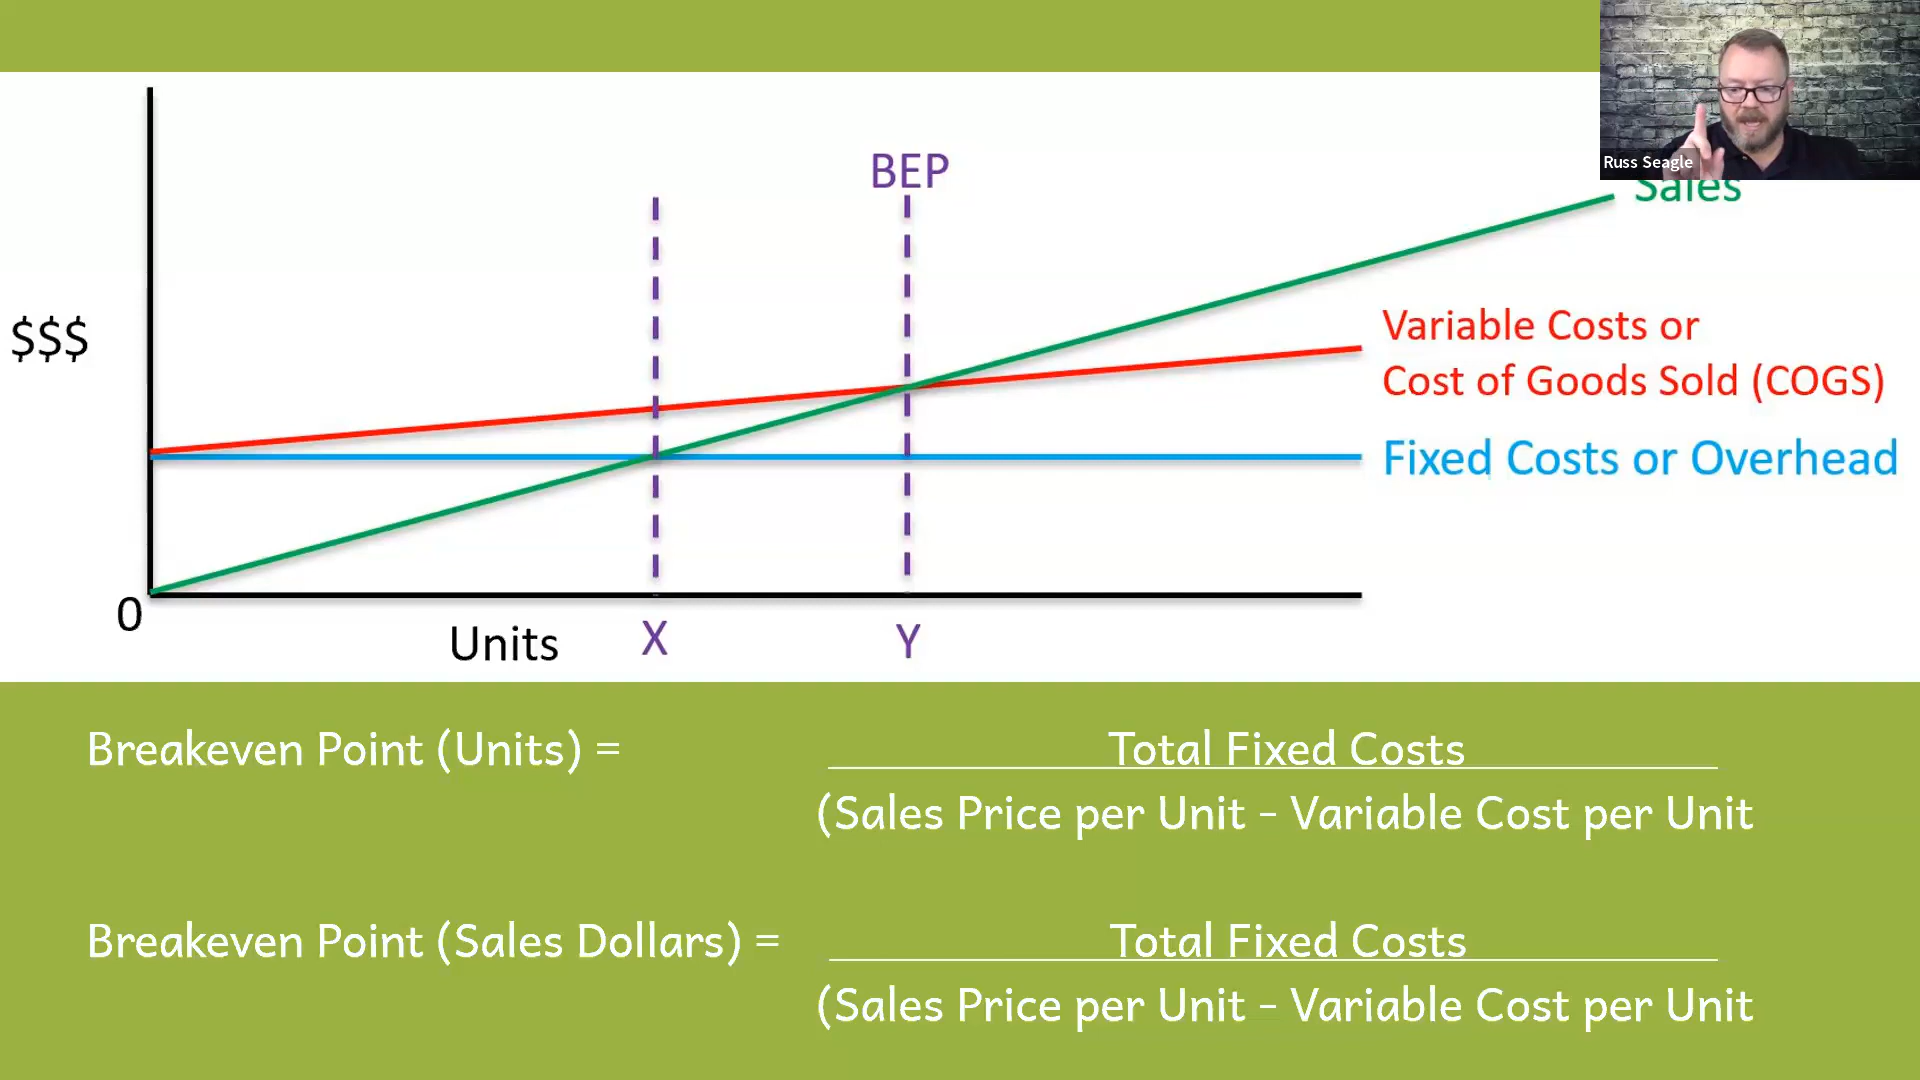 Russ Seagle
BEP
Sales
$$$
Variable Costs or
Cost of Goods Sold (COGS)
Fixed Costs or Overhead
0
Units
X
Y
Breakeven Point (Units) =
Total Fixed Costs
(Sales Price per Unit - Variable Cost per Unit
Breakeven Point (Sales Dollars) =
Total Fixed Costs
(Sales Price per Unit - Variable Cost per Unit